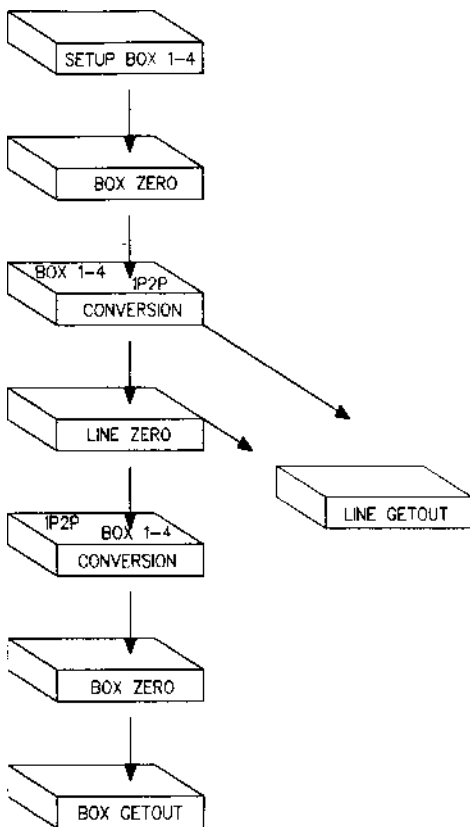 SETUP BOX 1-4
BOX ZERO
BOX 1-4
1P2P
CONVERSION
LINE ZERO
LINE GETOUT
1P2P
BOX 1-4
CONVERSION
BOX ZERO
BOX GETOUT